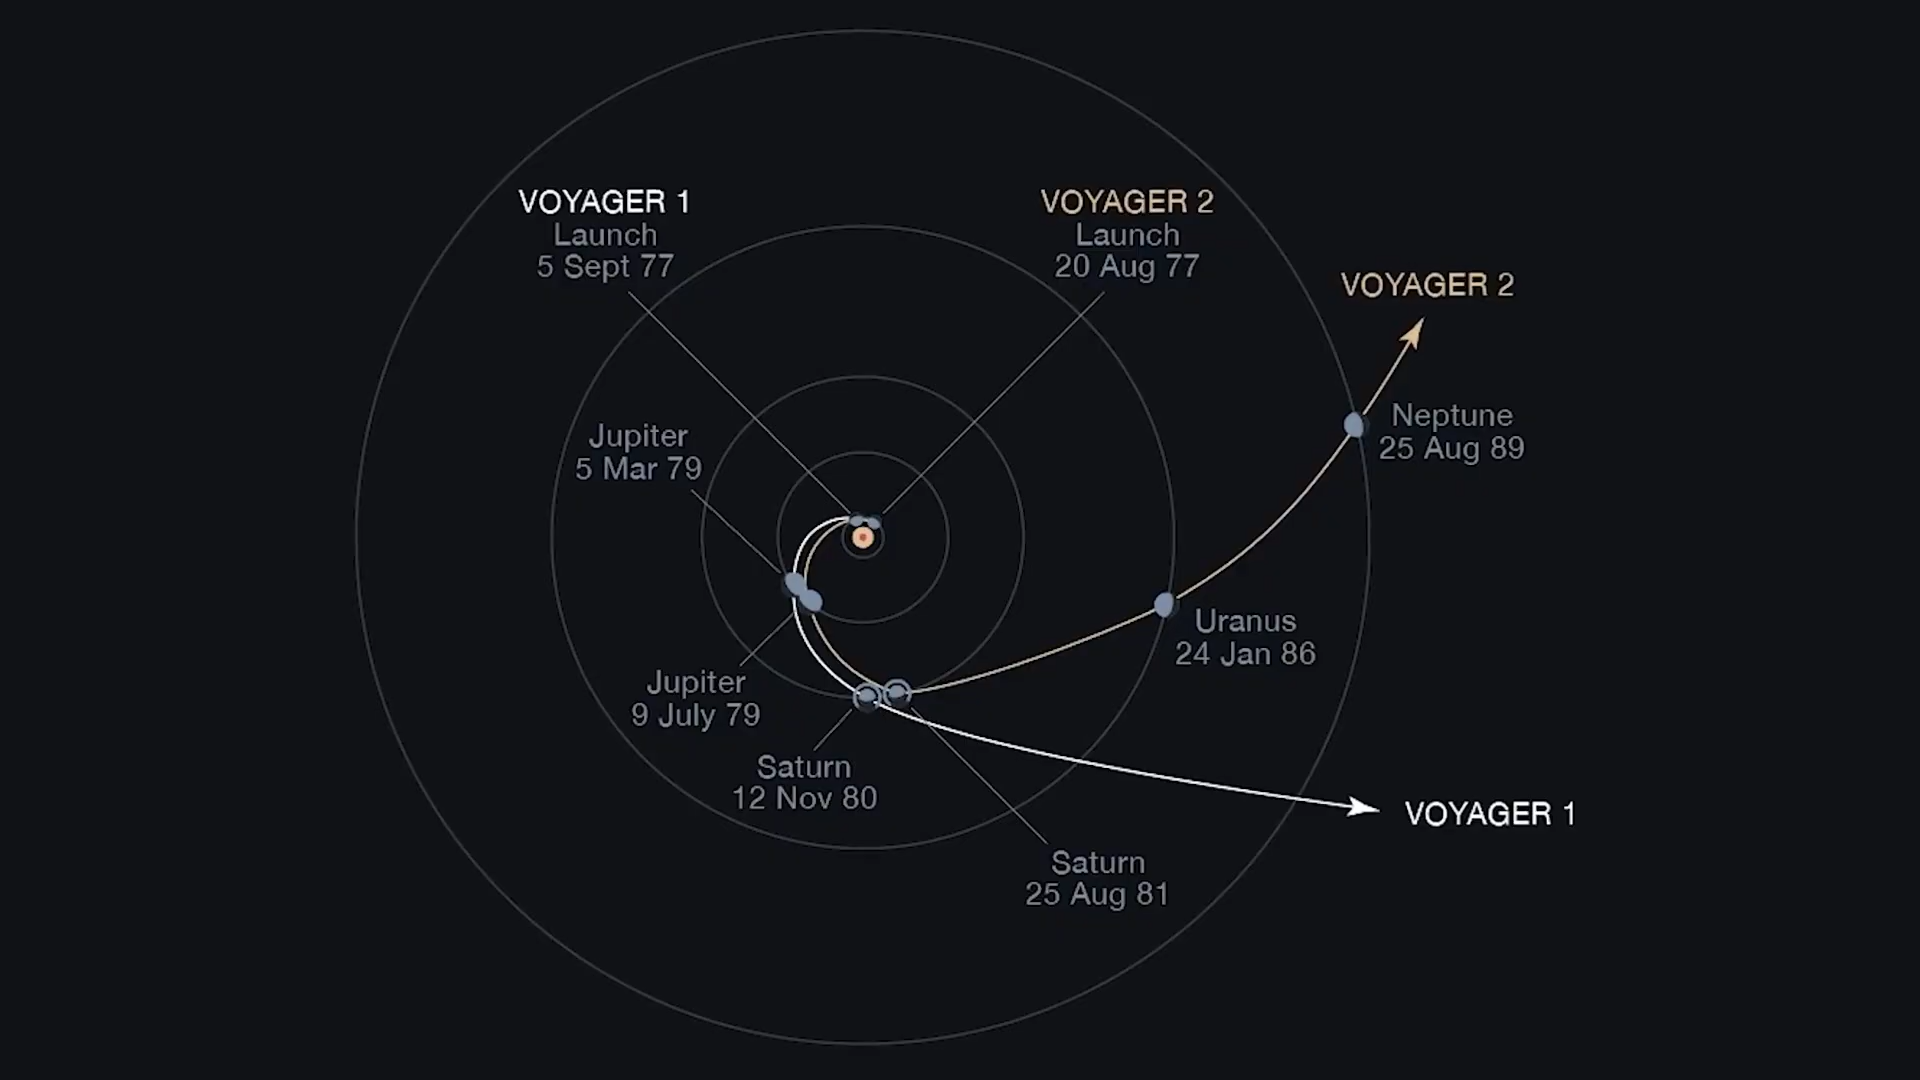 VOYAGER 1
Launch
5 Sept 77
VOYAGER 2
Launch
20 Aug 77
VOYAGER 2
Neptune
25 Aug 89
Jupiter
5 Mar 79
Uranus
24 Jan 86
Jupiter
9 July 79
Saturn
12 Nov 80
VOYAGER 1
Saturn
25 Aug 81